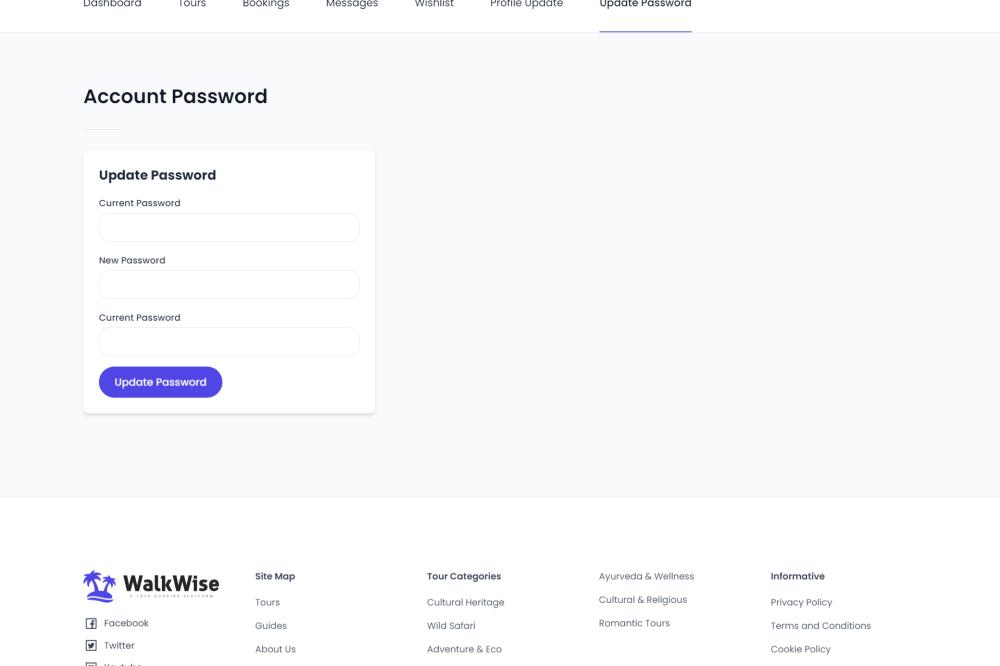 Dashboard Tours Bookings Messages Wishlist Profile Update Update Password
Account Password
Update Password
Current Password
New Password
Current Password
Update Password
WalkWise
A TOUR BOOKING PLATFORM
Facebook
Twitter
Youtube
Site Map
Tours
Guides
About Us
Tour Categories
Cultural Heritage
Wild Safari
Adventure & Eco
Ayurveda & Wellness
Cultural & Religious
Romantic Tours
Informative
Privacy Policy
Terms and Conditions
Cookie Policy